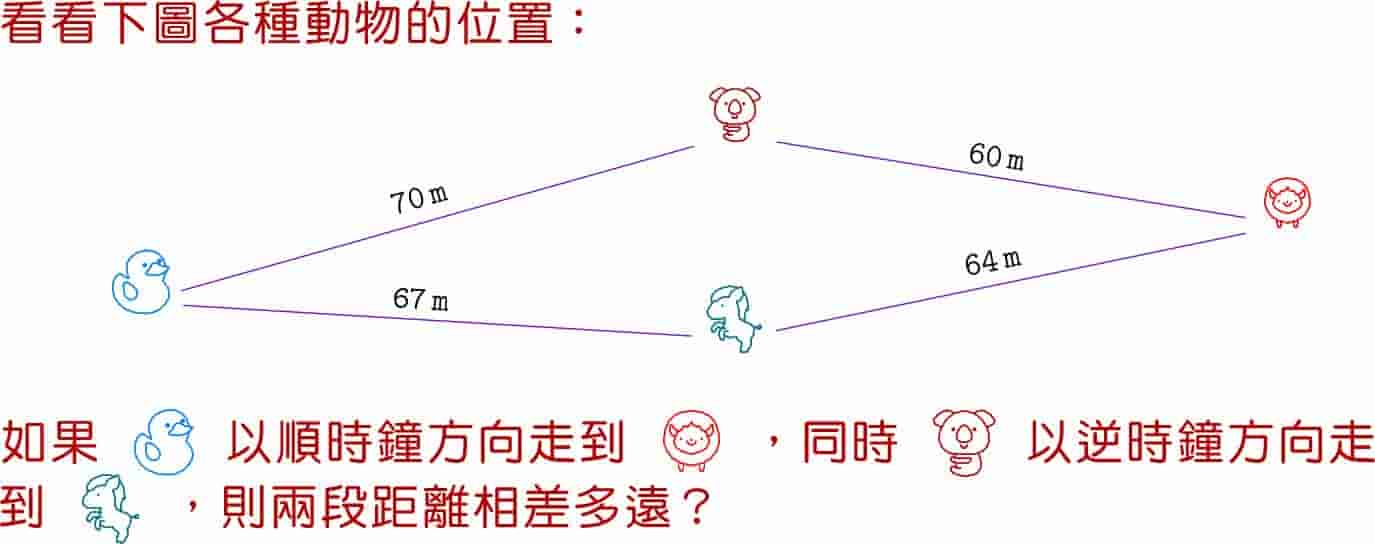 看看下圖各種動物的位置：
60 m
70 m
64 m
67 m
如果 以順時鐘方向走到 ，同時 以逆時鐘方向走
到 ，則兩段距離相差多遠？